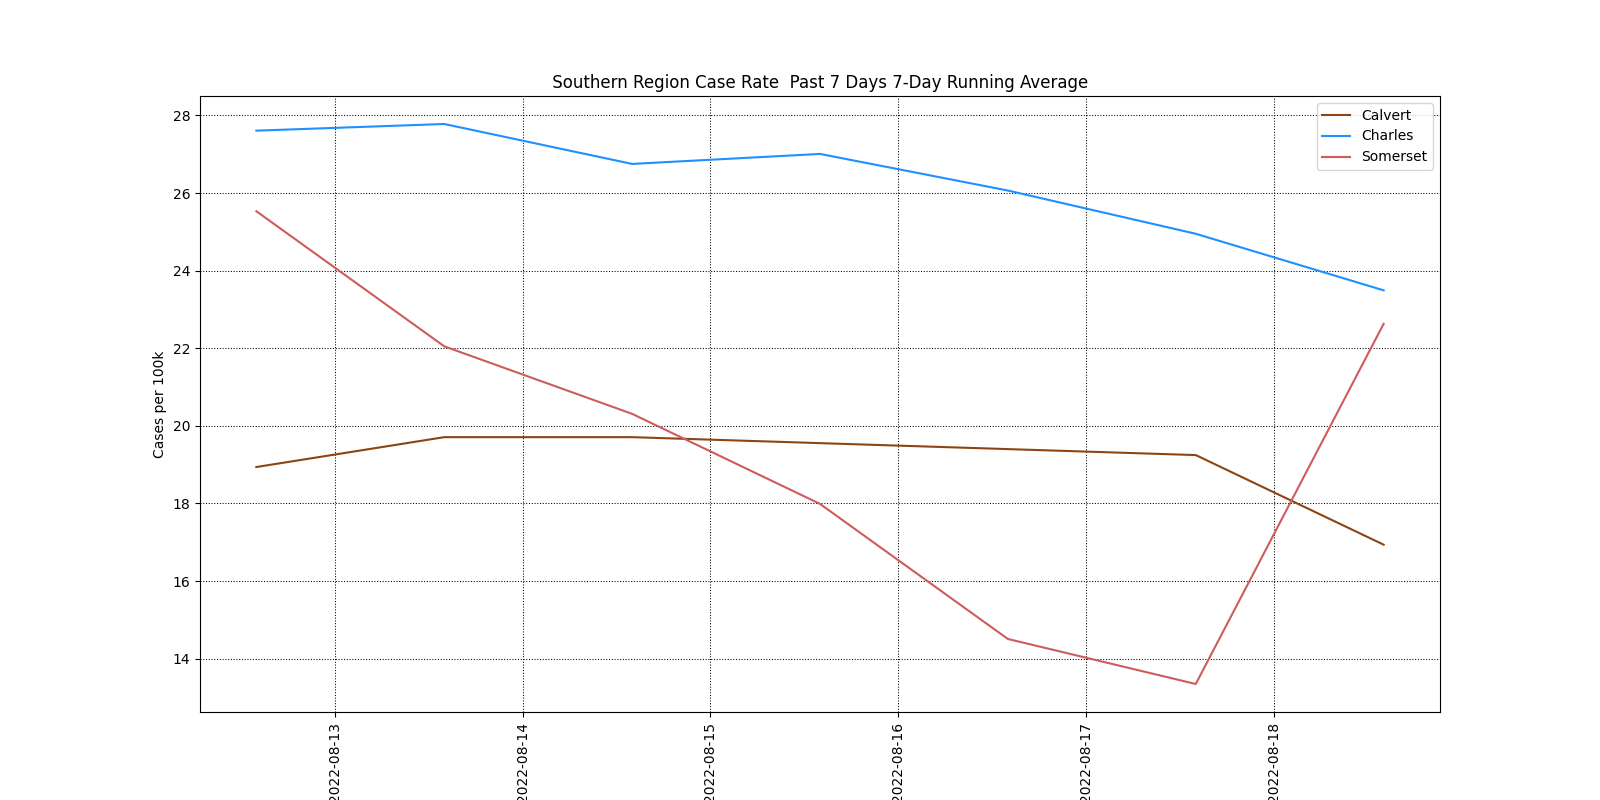 Southern Region Case Rate  Past 7 Days 7-Day Running Average
Calvert
Charles
Somerset
Cases per 100k
28
26
24
22
20
18
16
14
2022-08-13
2022-08-14
2022-08-15
2022-08-16
2022-08-17
2022-08-18